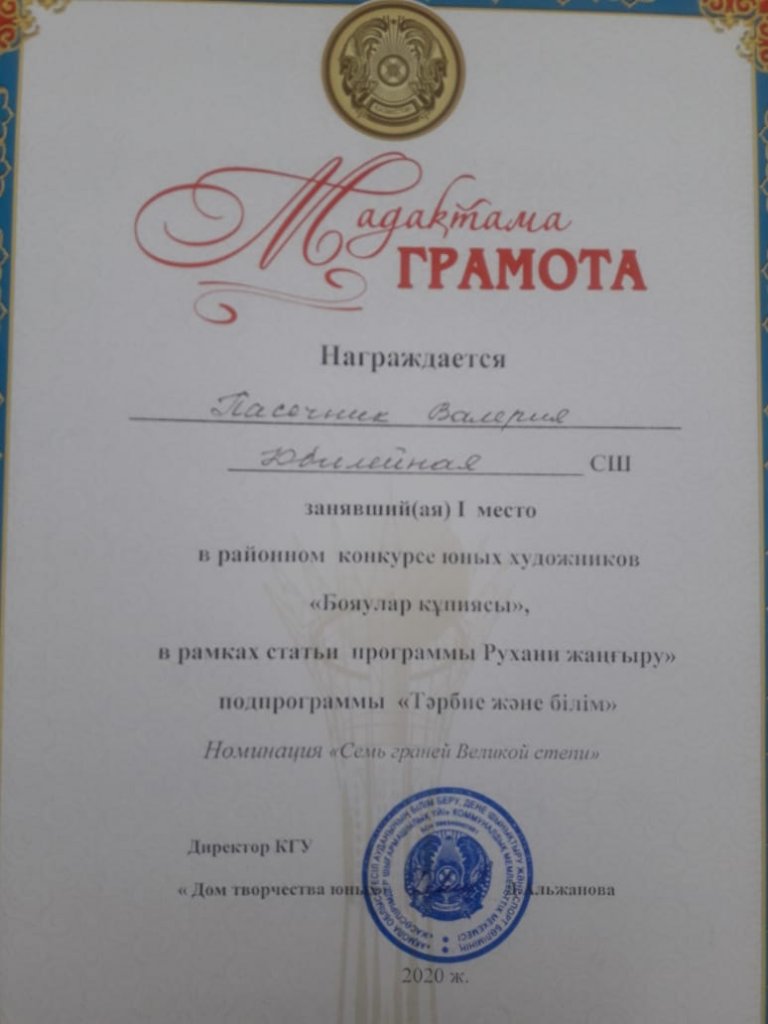 Мадақтама
ГРАМОТА
Награждается
Пасечник Валерия
Юбилейная СШ
занявший(ая) I место
в районном конкурсе юных художников
«Бояулар құпиясы»,
в рамках статьи программы Рухани жаңғыру»
подпрограммы «Тәрбие және білім»
Номинация «Семь граней Великой степи»
Директор КГУ
« Дом творчества Альжанова
2020 ж.